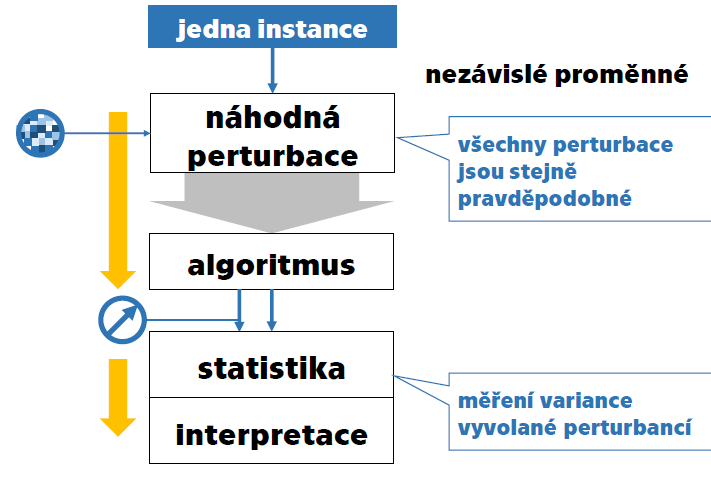 jedna instance
nezávislé proměnné
náhodná
perturbace
všechny perturbace
jsou stejně
pravděpodobné
algoritmus
statistika
interpretace
měření variance
vyvolané perturbancí